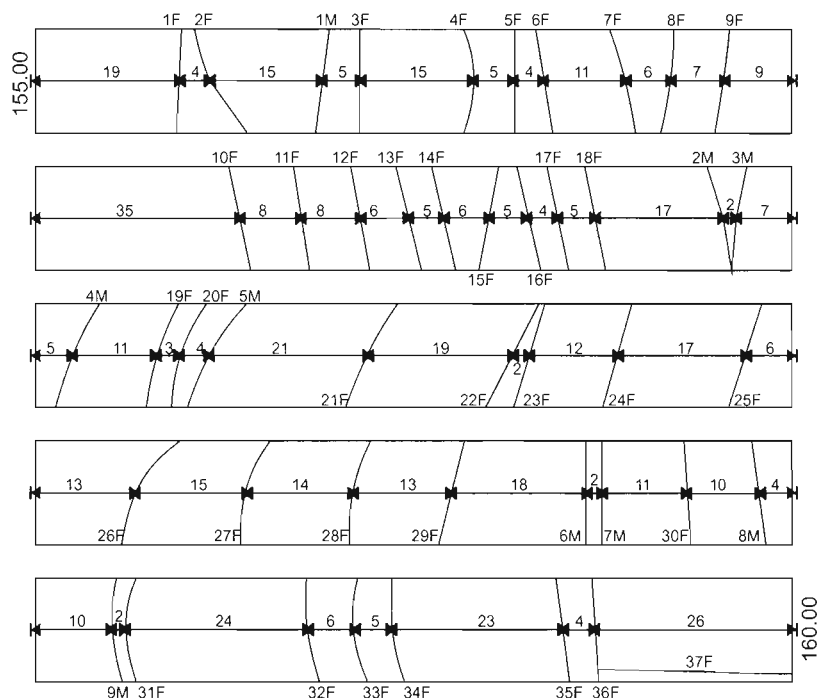 1F 2F 1M 3F 4F 5F 6F 7F 8F 9F
155.00
19 4 15 5 15 5 4 11 6 7 9
10F 11F 12F 13F 14F 17F 18F 2M 3M
35 8 8 6 5 6 5 4 5 17 2 7
15F 16F
4M 19F 20F 5M
5 11 3 4 21 19 2 12 17 6
21F 22F 23F 24F 25F
13 15 14 13 18 2 11 10 4
26F 27F 28F 29F 6M 7M 30F 8M
10 2 24 6 5 23 4 26
160.00
37F
9M 31F 32F 33F 34F 35F 36F